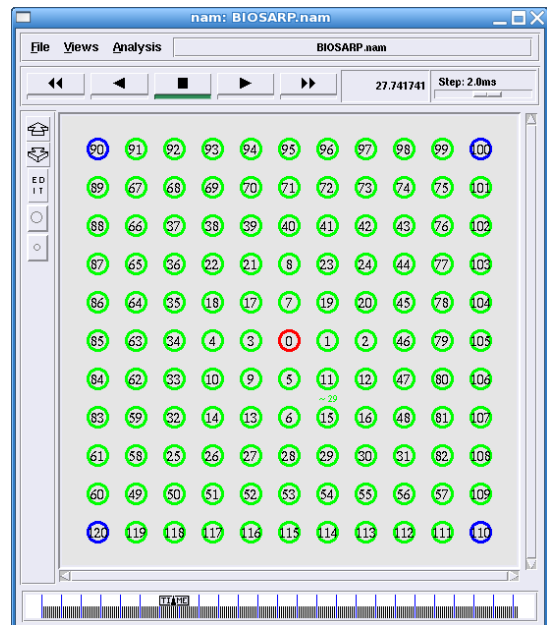 nam: BIOSARP.nam
File Views Analysis BIOSARP.nam
27.741741 Step: 2.0ms
ED
IT
90 91 92 93 94 95 96 97 98 99 100
89 67 68 69 70 71 72 73 74 75 101
88 66 37 38 39 40 41 42 43 76 102
87 65 36 22 21 8 23 24 44 77 103
86 64 35 18 17 7 19 20 45 78 104
85 63 34 4 3 0 1 2 46 79 105
84 62 33 10 9 5 11 12 47 80 106
~29
83 59 32 14 13 6 15 16 48 81 107
61 58 25 26 27 28 29 30 31 82 108
60 49 50 51 52 53 54 55 56 57 109
120 119 118 117 116 115 114 113 112 111 110
TIME